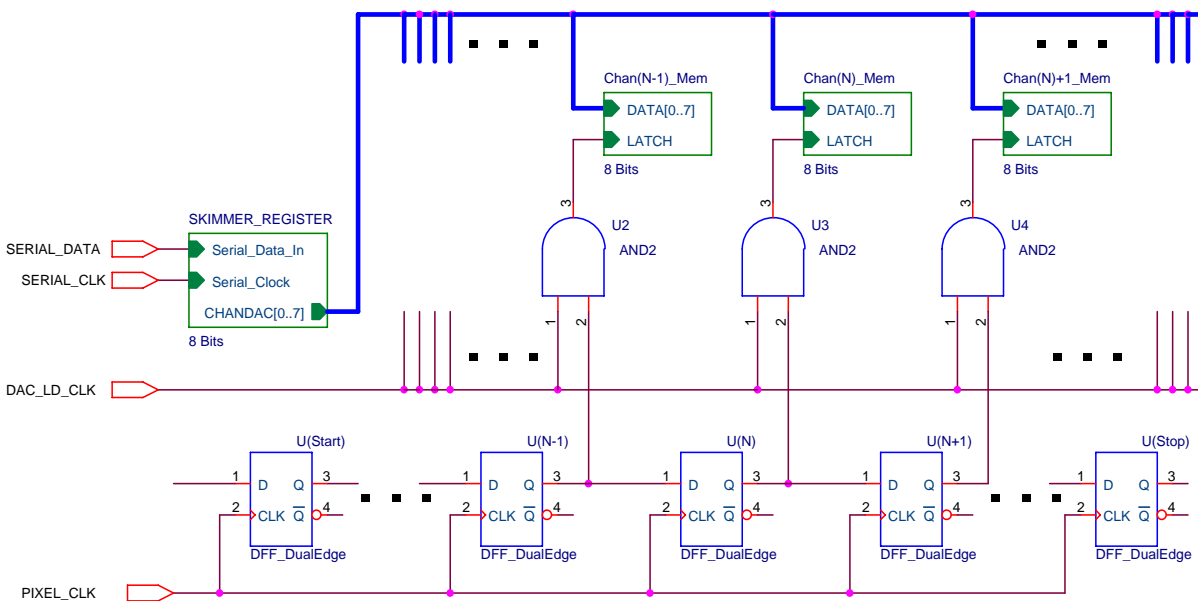 Chan(N-1)_Mem
Chan(N)_Mem
Chan(N)+1_Mem
DATA[0..7]
DATA[0..7]
DATA[0..7]
LATCH
LATCH
LATCH
8 Bits
8 Bits
8 Bits
3
3
3
SKIMMER_REGISTER
U2
U3
U4
SERIAL_DATA
Serial_Data_In
AND2
AND2
AND2
SERIAL_CLK
Serial_Clock
CHANDAC[0..7]
1
2
1
2
1
2
8 Bits
DAC_LD_CLK
U(Start)
U(N-1)
U(N)
U(N+1)
U(Stop)
1 D Q 3
1 D Q 3
1 D Q 3
1 D Q 3
1 D Q 3
2 CLK Q 4
2 CLK Q 4
2 CLK Q 4
2 CLK Q 4
2 CLK Q 4
DFF_DualEdge
DFF_DualEdge
DFF_DualEdge
DFF_DualEdge
DFF_DualEdge
PIXEL_CLK